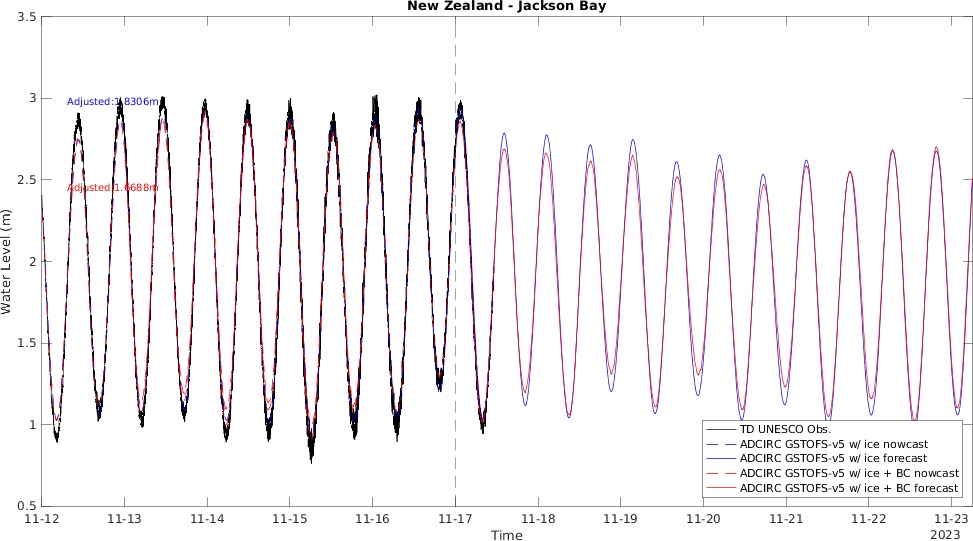 New Zealand - Jackson Bay
3.5
3
2.5
2
1.5
1
0.5
Water Level (m)
Adjusted:1.8306m
Adjusted:1.6688m
TD UNESCO Obs.
ADCIRC GSTOFS-v5 w/ ice nowcast
ADCIRC GSTOFS-v5 w/ ice forecast
ADCIRC GSTOFS-v5 w/ ice + BC nowcast
ADCIRC GSTOFS-v5 w/ ice + BC forecast
11-12 11-13 11-14 11-15 11-16 11-17 11-18 11-19 11-20 11-21 11-22 11-23
Time
2023